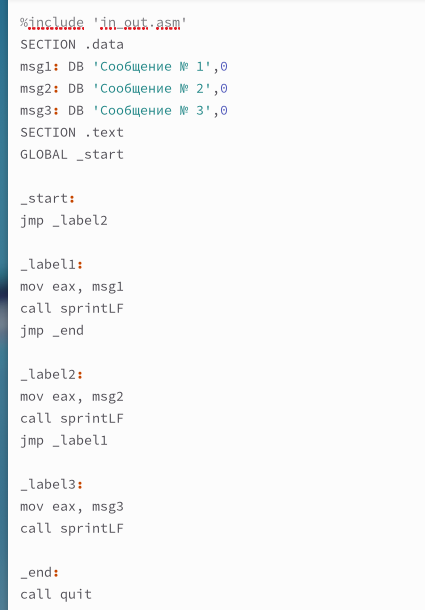 %include 'in_out.asm'
SECTION .data
msg1: DB 'Сообщение № 1',0
msg2: DB 'Сообщение № 2',0
msg3: DB 'Сообщение № 3',0
SECTION .text
GLOBAL _start
_start:
jmp _label2
_label1:
mov eax, msg1
call sprintLF
jmp _end
_label2:
mov eax, msg2
call sprintLF
jmp _label1
_label3:
mov eax, msg3
call sprintLF
_end:
call quit